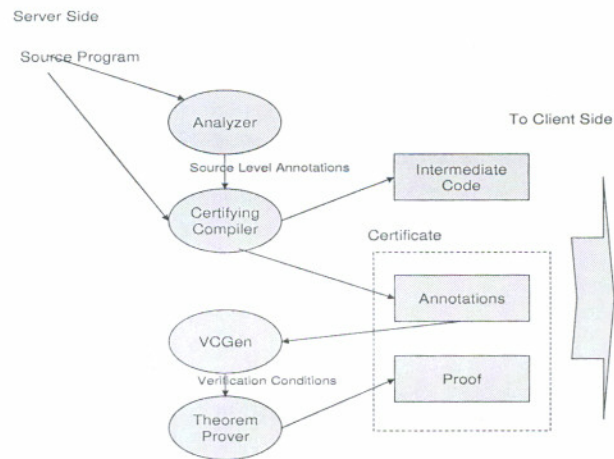 Server Side
Source Program
Analyzer
To Client Side
Source Level Annotations
Intermediate
Code
Certifying
Compiler
Certificate
Annotations
VCGen
Verification Conditions
Proof
Theorem
Prover